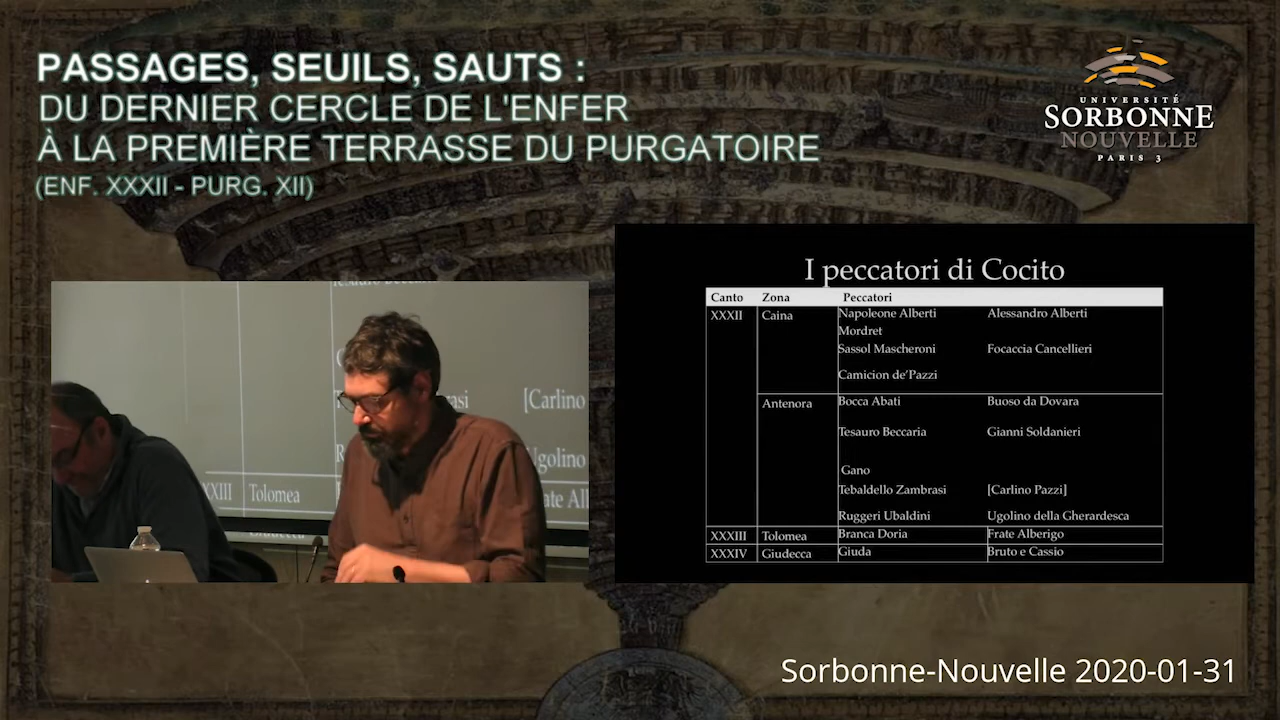 PASSAGES, SEUILS, SAUTS :
DU DERNIER CERCLE DE L'ENFER
À LA PREMIÈRE TERRASSE DU PURGATOIRE
(ENF. XXXII - PURG. XII)
UNIVERSITÉ
SORBONNE
NOUVELLE
PARIS 3
I peccatori di Cocito
Canto Zona Peccatori
XXXII Caina Napoleone Alberti Alessandro Alberti
Mordret
Sassol Mascheroni Focaccia Cancellieri
Camicion de'Pazzi
Antenora Bocca Abati Buoso da Dovara
Tesauro Beccaria Gianni Soldanieri
Gano
Tebaldello Zambrasi [Carlino Pazzi]
Ruggeri Ubaldini Ugolino della Gherardesca
XXXIII Tolomea Branca Doria Frate Alberigo
XXXIV Giudecca Giuda Bruto e Cassio
asi [Carlino
Ugolino
XXIII Tolomea ate Al
Giudecca
Sorbonne-Nouvelle 2020-01-31